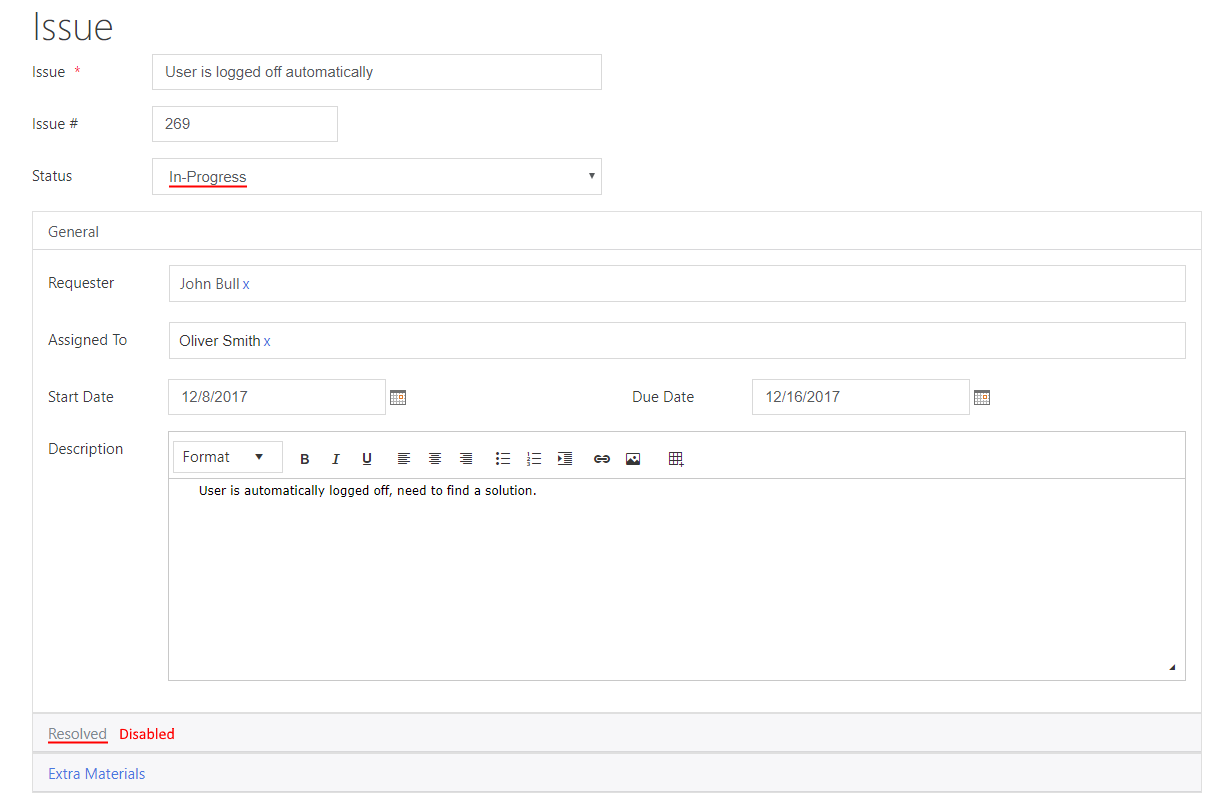 Issue
Issue * User is logged off automatically
Issue # 269
Status In-Progress
General
Requester John Bull x
Assigned To Oliver Smith x
Start Date 12/8/2017 Due Date 12/16/2017
Description Format B I U
User is automatically logged off, need to find a solution.
Resolved Disabled
Extra Materials